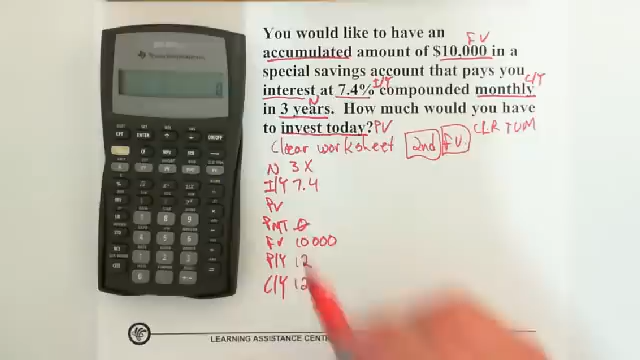 You would like to have an
FV
accumulated amount of $10,000 in a
special savings account that pays you
I/Y C/Y
interest at 7.4% compounded monthly
N
in 3 years. How much would you have
to invest today? PV
CLR TVM
Clear worksheet 2nd FV.
N 3 X
I/Y 7.4
PV
PMT 0
FV 10000
P/Y 12
C/Y 12
LEARNING ASSISTANCE CENT